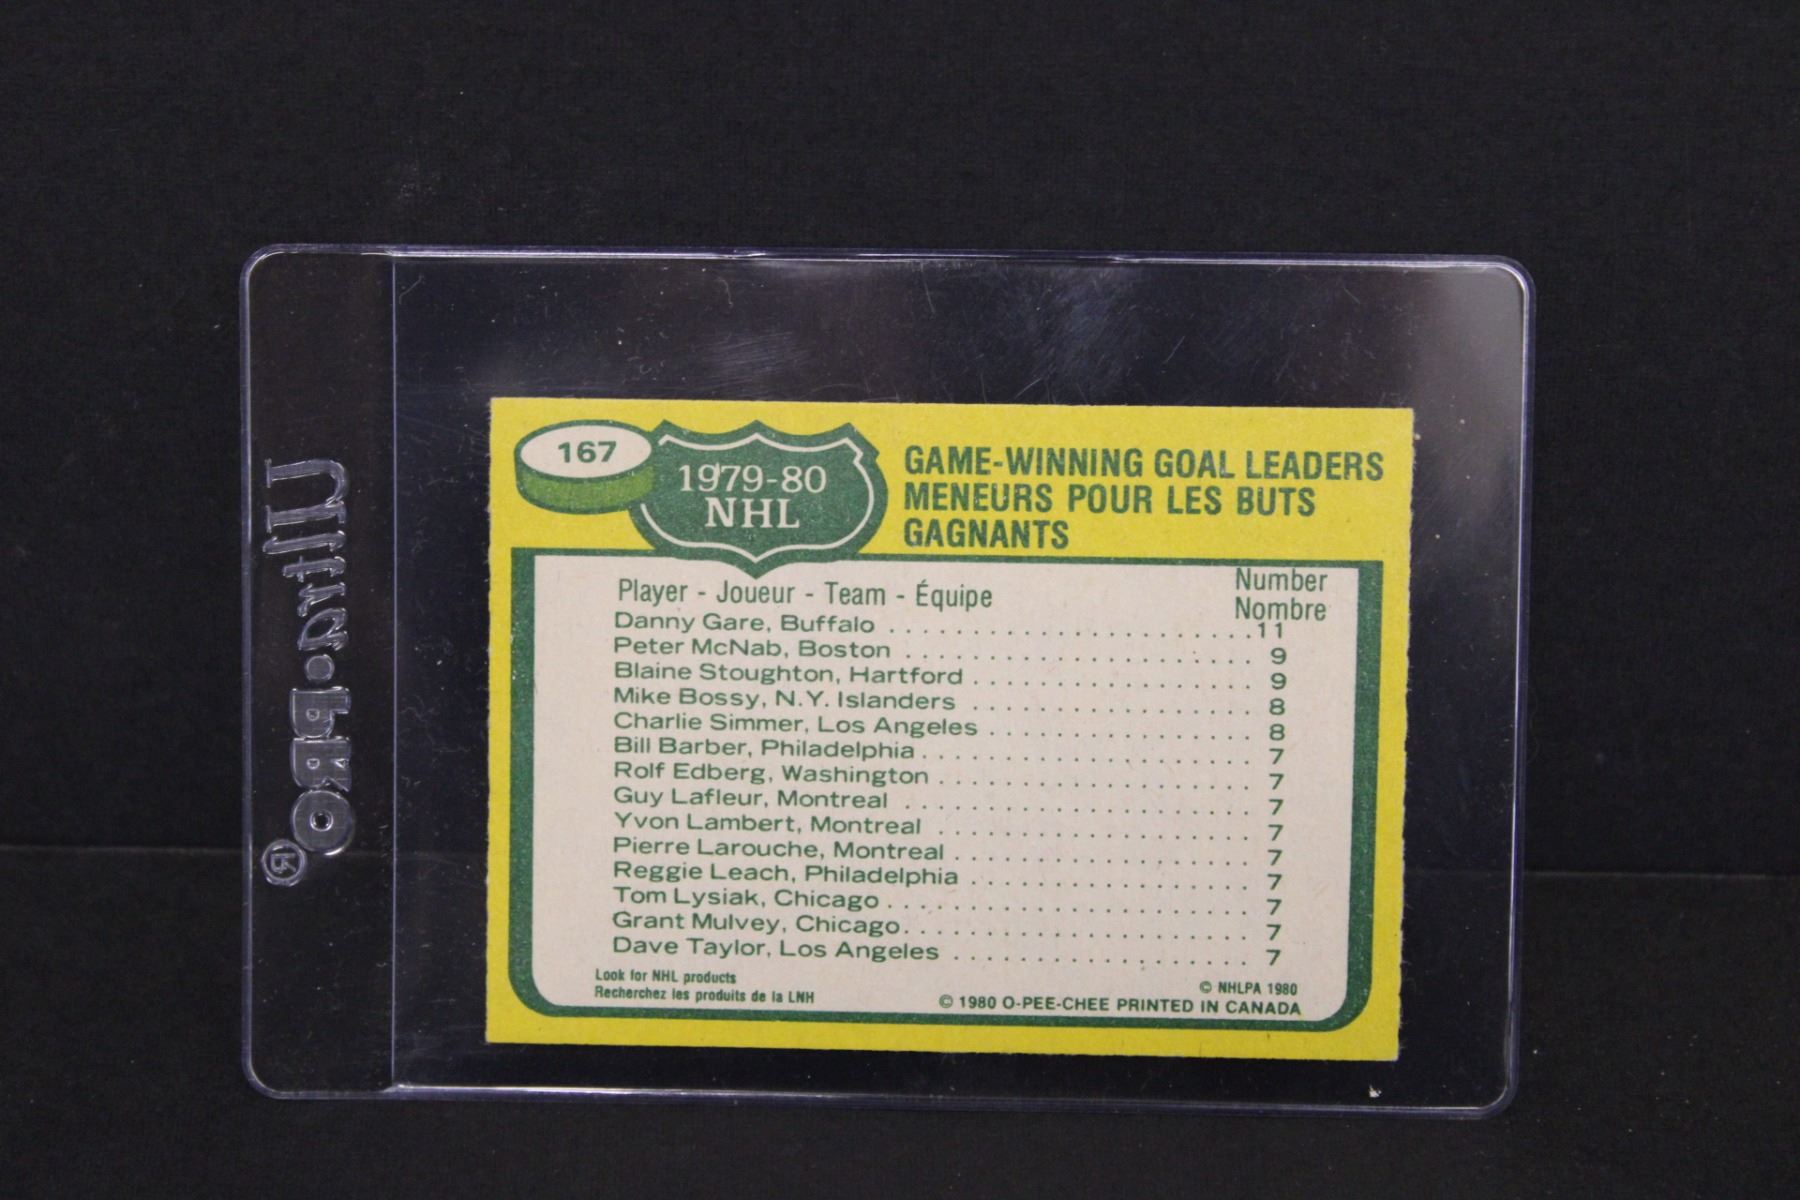 167
1979-80
NHL
GAME-WINNING GOAL LEADERS
MENEURS POUR LES BUTS
GAGNANTS
Player - Joueur - Team - Équipe
Number
Nombre
Danny Gare, Buffalo . . . . . . . . . . . . . . . . . . . . . . 11
Peter McNab, Boston . . . . . . . . . . . . . . . . . . . . . 9
Blaine Stoughton, Hartford . . . . . . . . . . . . . . . . . 9
Mike Bossy, N.Y. Islanders . . . . . . . . . . . . . . . . . 8
Charlie Simmer, Los Angeles . . . . . . . . . . . . . . . . 8
Bill Barber, Philadelphia . . . . . . . . . . . . . . . . . . . . 7
Rolf Edberg, Washington . . . . . . . . . . . . . . . . . . . 7
Guy Lafleur, Montreal . . . . . . . . . . . . . . . . . . . . . 7
Yvon Lambert, Montreal . . . . . . . . . . . . . . . . . . . 7
Pierre Larouche, Montreal . . . . . . . . . . . . . . . . . . 7
Reggie Leach, Philadelphia . . . . . . . . . . . . . . . . . 7
Tom Lysiak, Chicago . . . . . . . . . . . . . . . . . . . . . . 7
Grant Mulvey, Chicago. . . . . . . . . . . . . . . . . . . . . 7
Dave Taylor, Los Angeles . . . . . . . . . . . . . . . . . . 7
Look for NHL products
Recherchez les produits de la LNH
© NHLPA 1980
© 1980 O-PEE-CHEE PRINTED IN CANADA
Ultra•PRO®